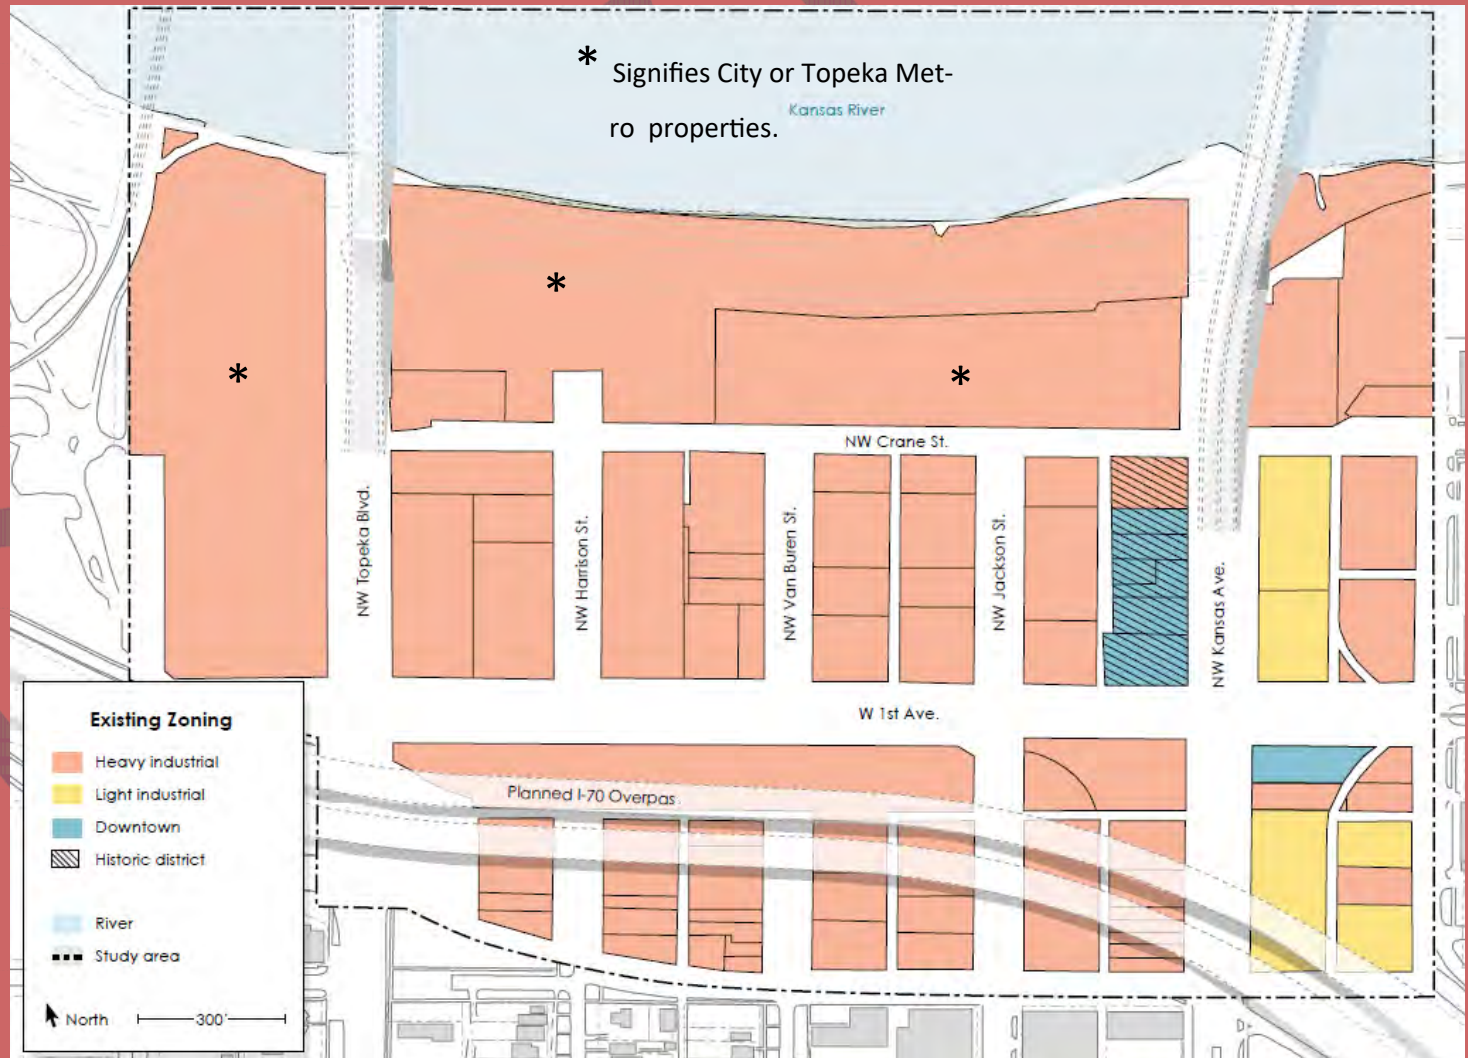 * Signifies City or Topeka Met-
ro properties.
Kansas River
*
*
*
NW Crane St.
NW Topeka Blvd.
NW Harrison St.
NW Van Buren St.
NW Jackson St.
NW Kansas Ave.
W 1st Ave.
Planned I-70 Overpas
Existing Zoning
Heavy industrial
Light industrial
Downtown
Historic district
River
Study area
North
300'